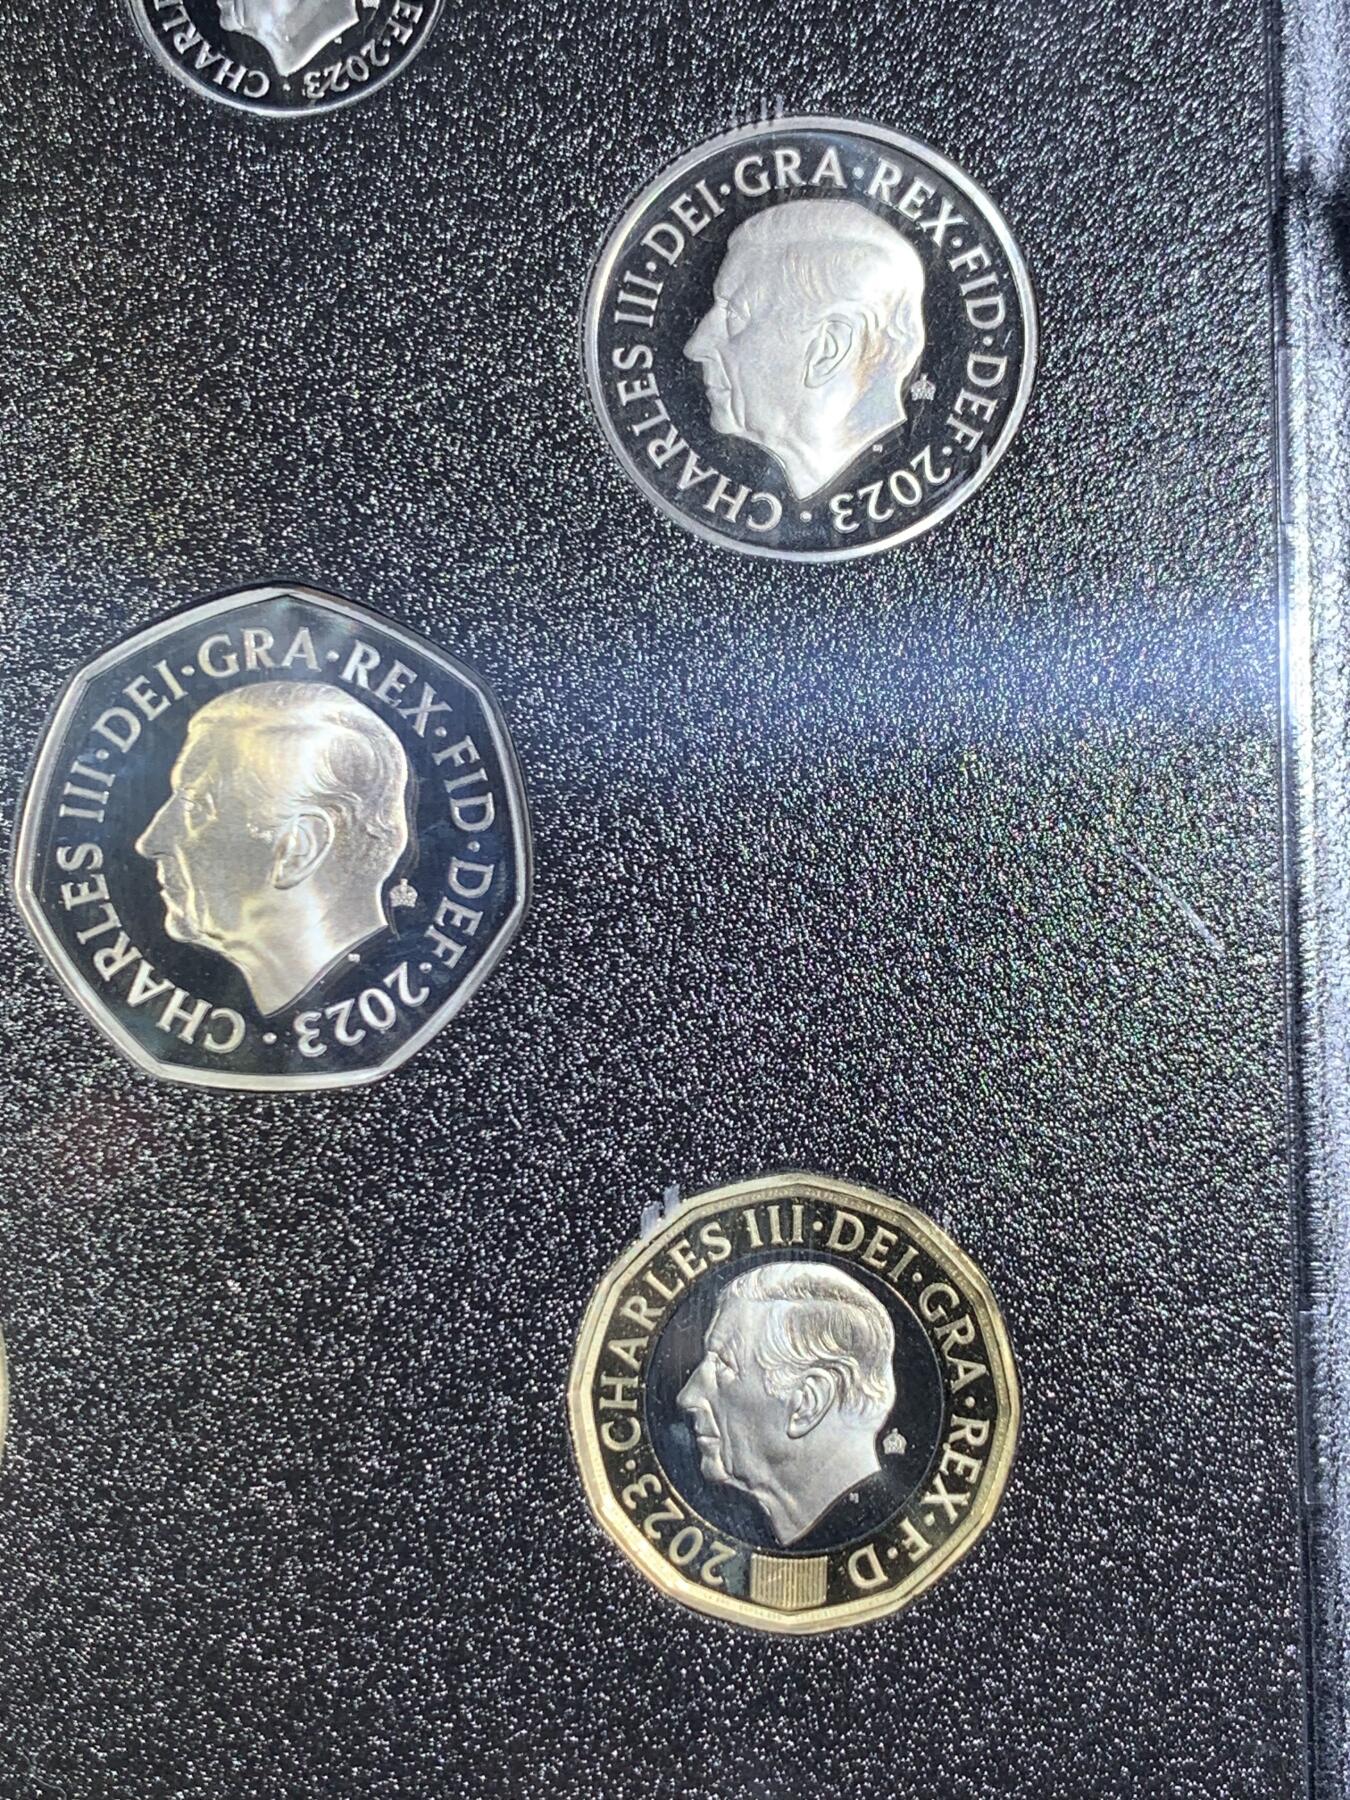 CHARL DEF · 2023
CHARLES III · DEI · GRA · REX · FID · DEF · 2023 ·
CHARLES III · DEI · GRA · REX · FID · DEF · 2023 ·
2023 · CHARLES III · DEI · GRA · REX · F · D